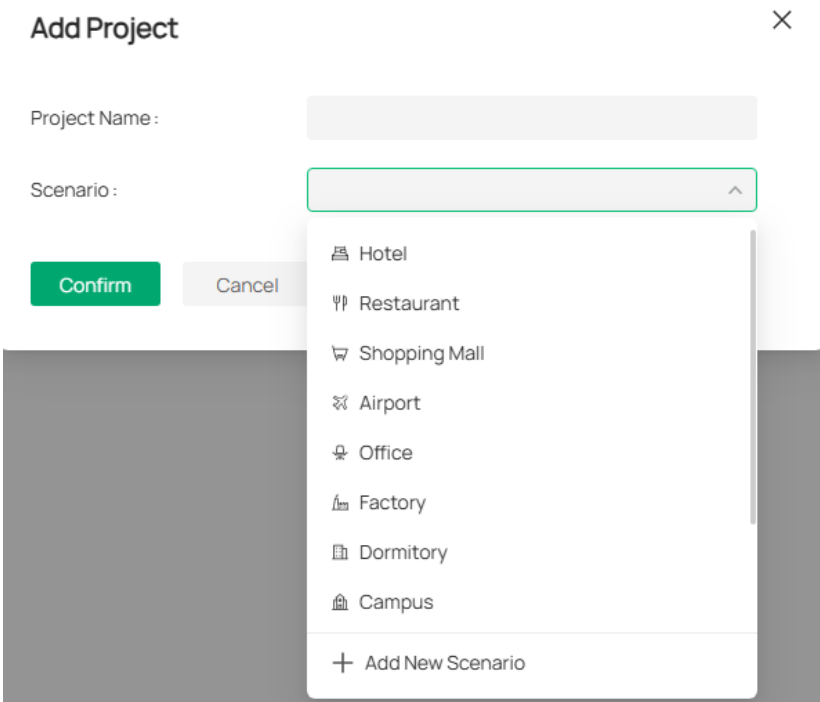 Add Project
Project Name :
Scenario :
Confirm Cancel
Hotel
Restaurant
Shopping Mall
Airport
Office
Factory
Dormitory
Campus
Add New Scenario